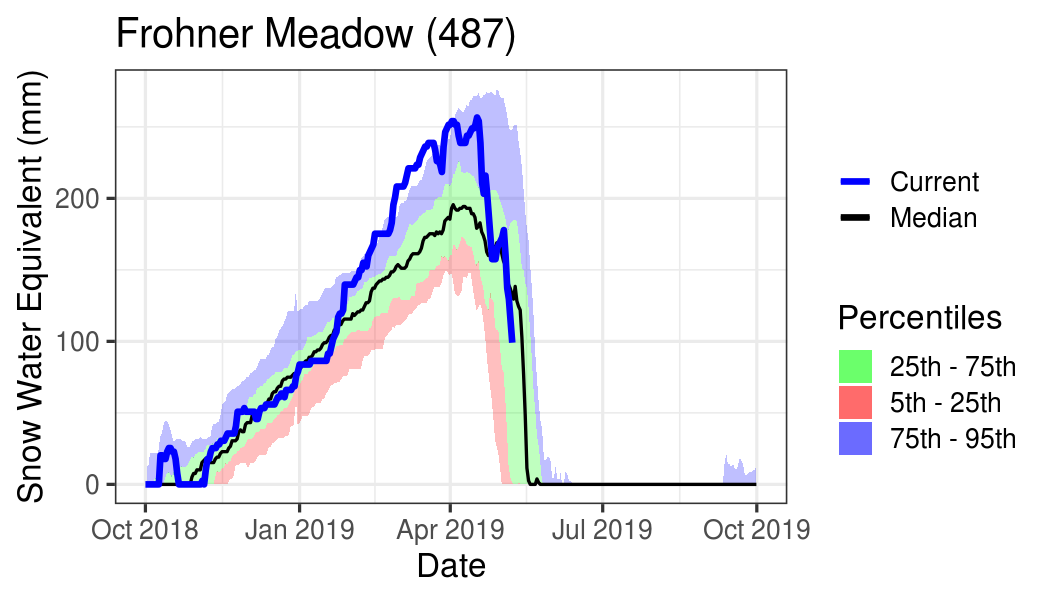 Frohner Meadow (487)
Snow Water Equivalent (mm)
200
100
0
Oct 2018
Jan 2019
Apr 2019
Jul 2019
Oct 2019
Date
Current
Median
Percentiles
25th - 75th
5th - 25th
75th - 95th